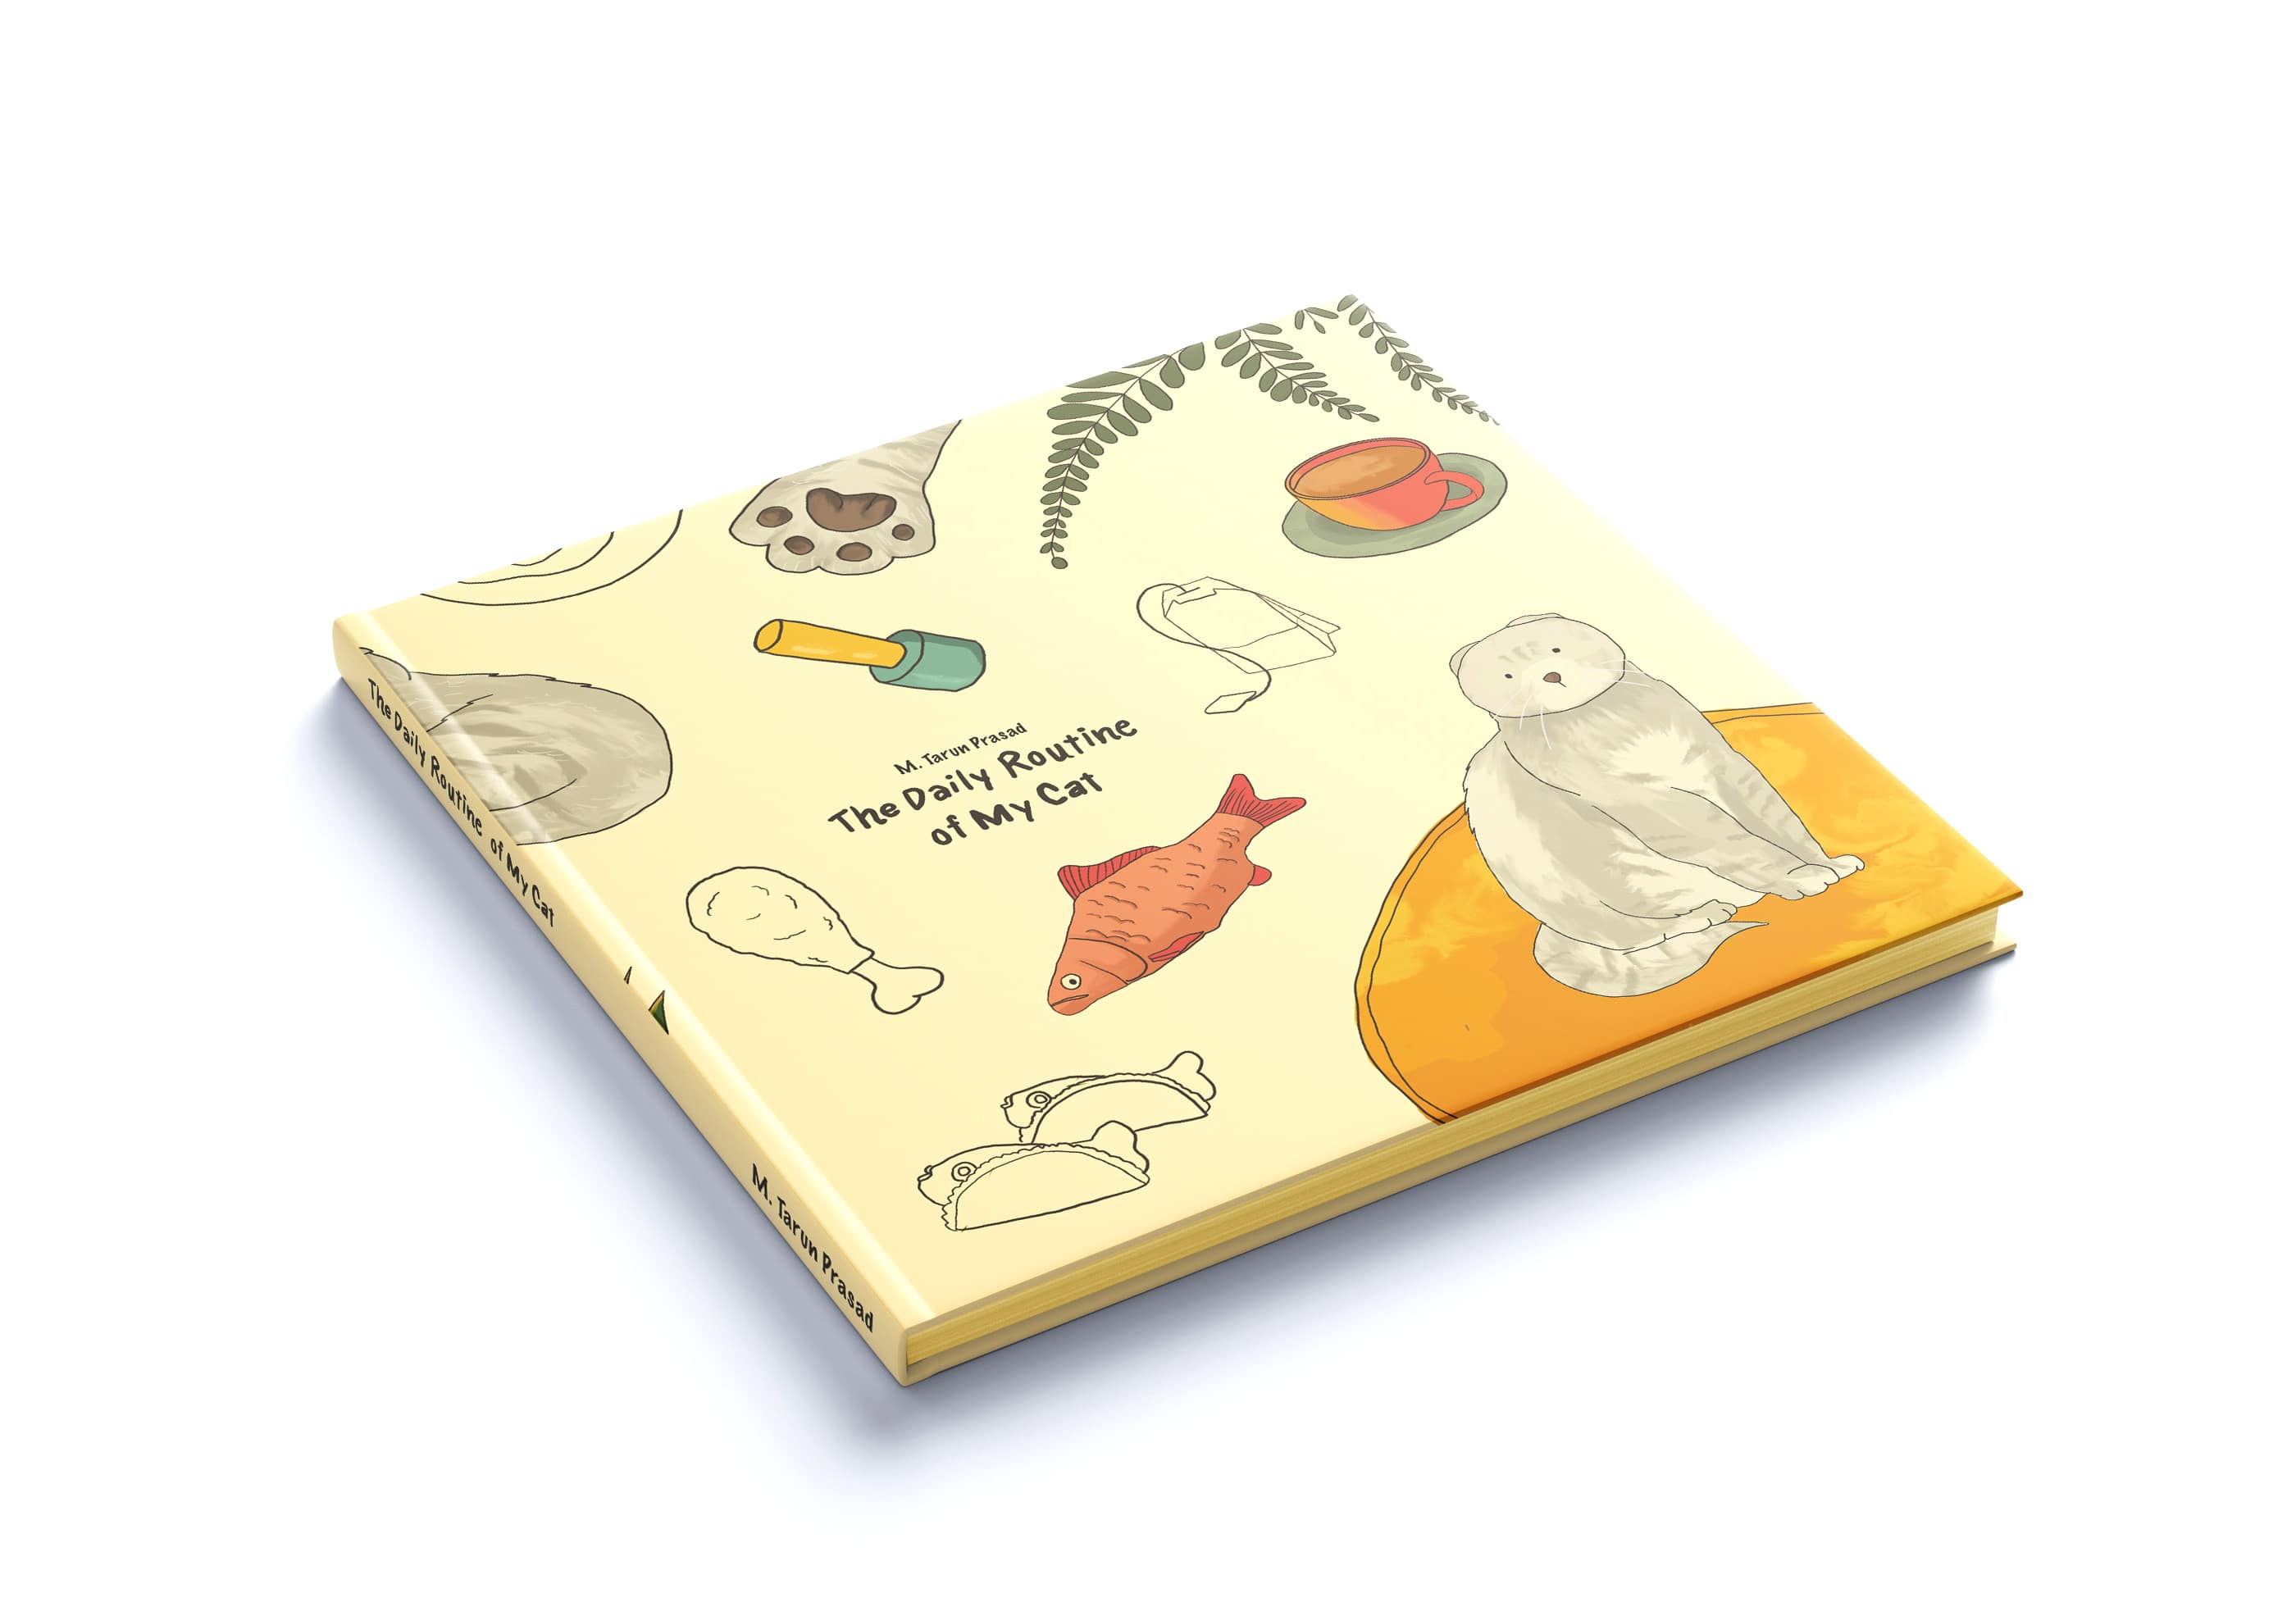 M. Tarun Prasad
The Daily Routine
of My Cat
The Daily Routine of My Cat
M. Tarun Prasad